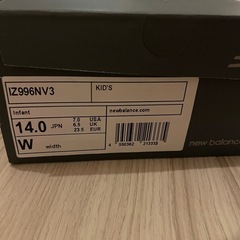 IZ996NV3 KID'S
Infant newbalance.com
14.0 JPN 7.0 USA
6.5 UK
23.5 EUR
W width
new balance